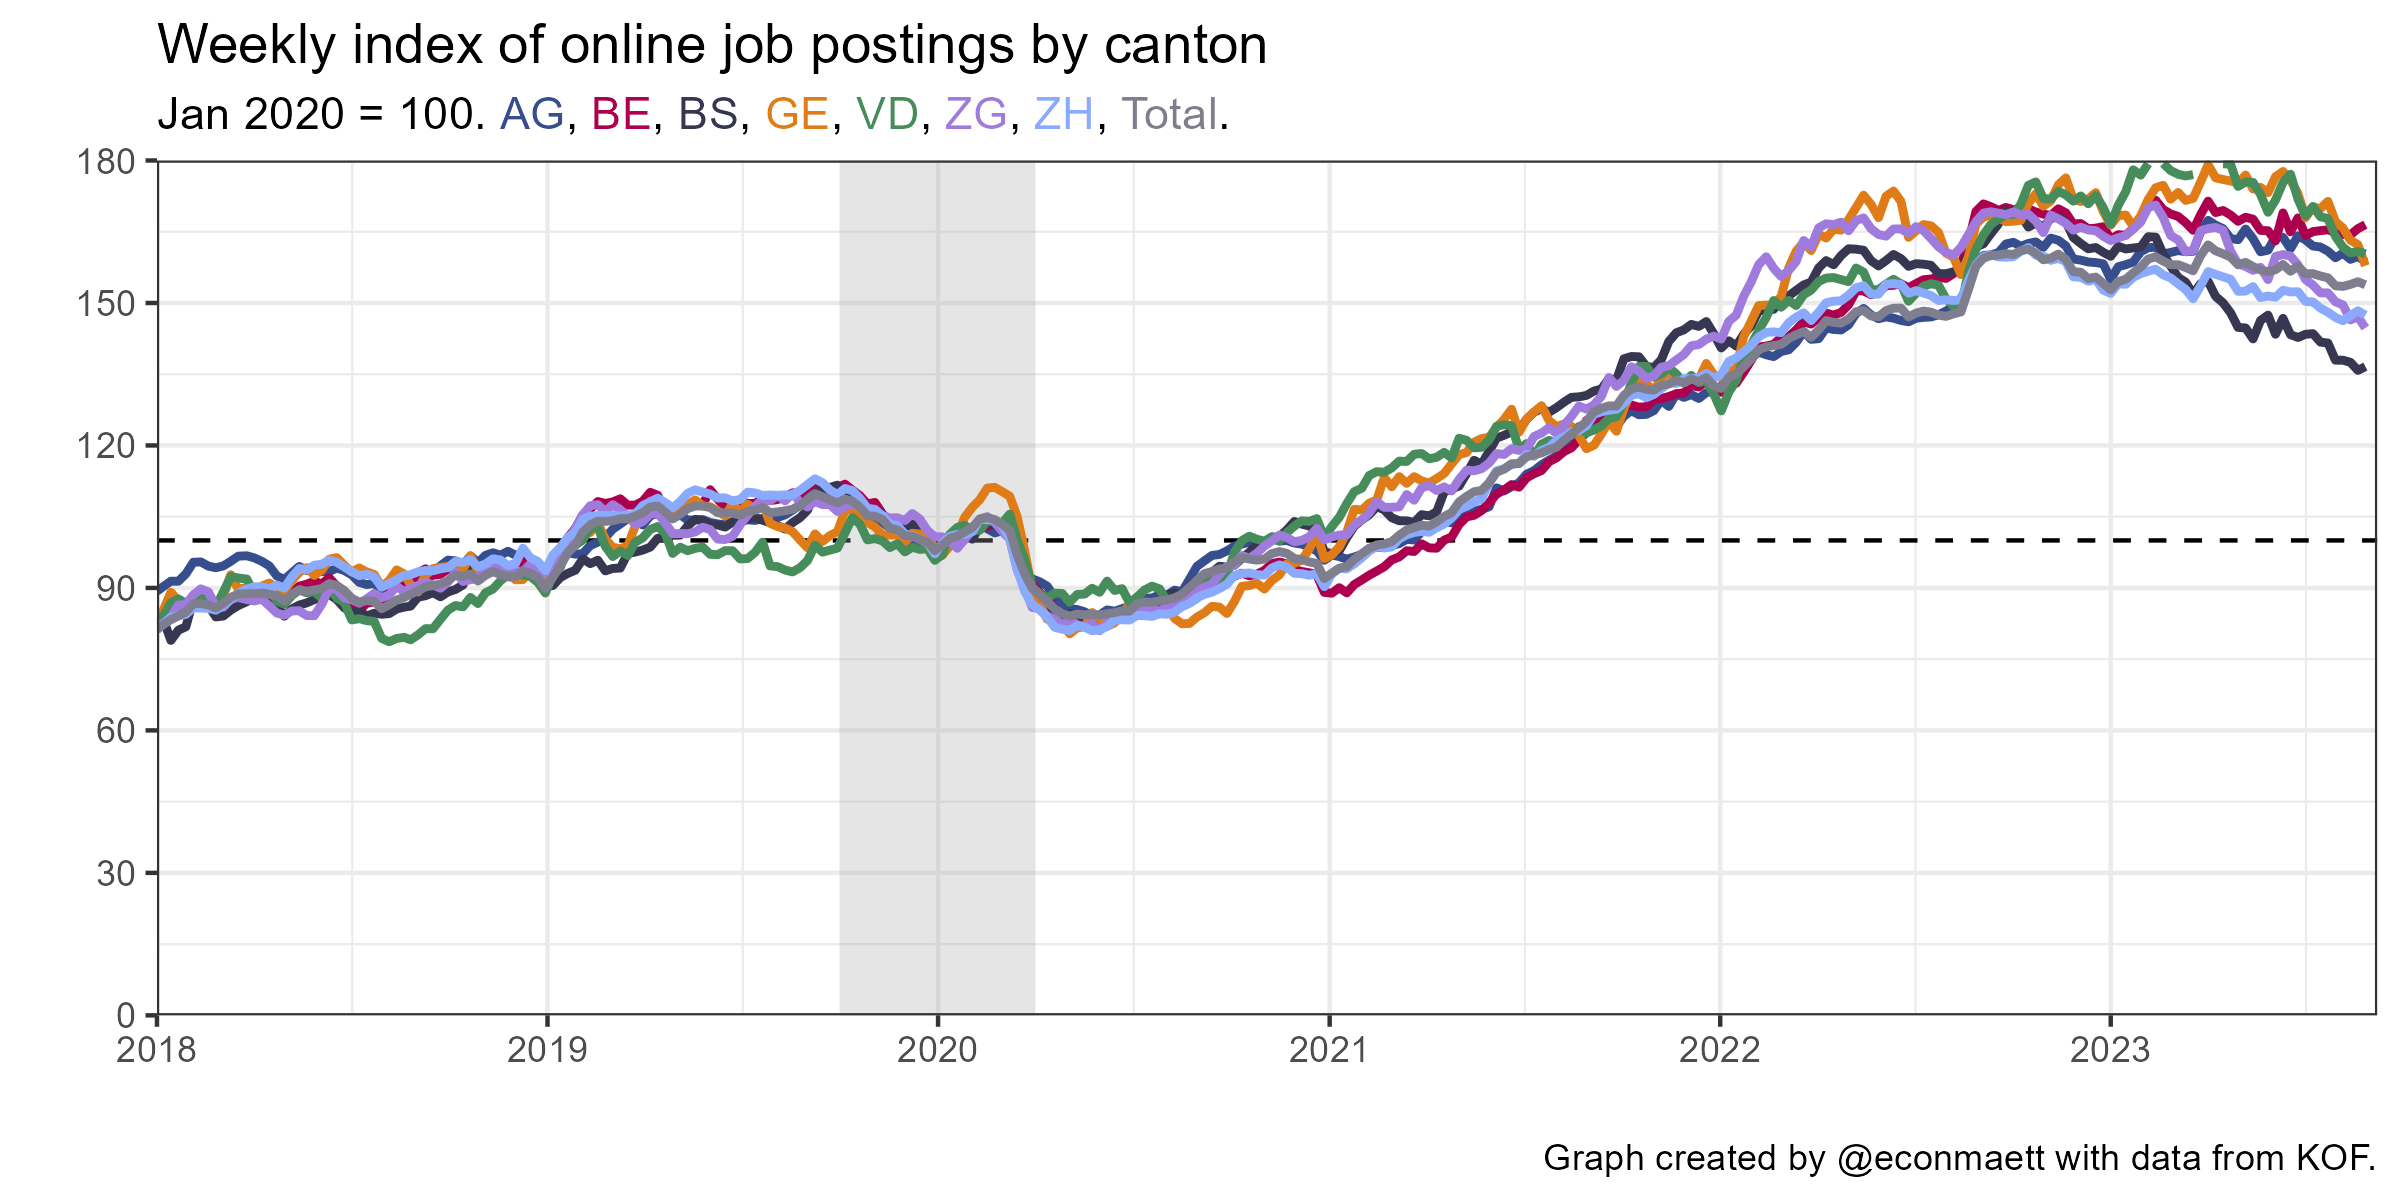 Weekly index of online job postings by canton
Jan 2020 = 100. AG, BE, BS, GE, VD, ZG, ZH, Total.
180
150
120
90
60
30
0
2018 2019 2020 2021 2022 2023
Graph created by @econmaett with data from KOF.